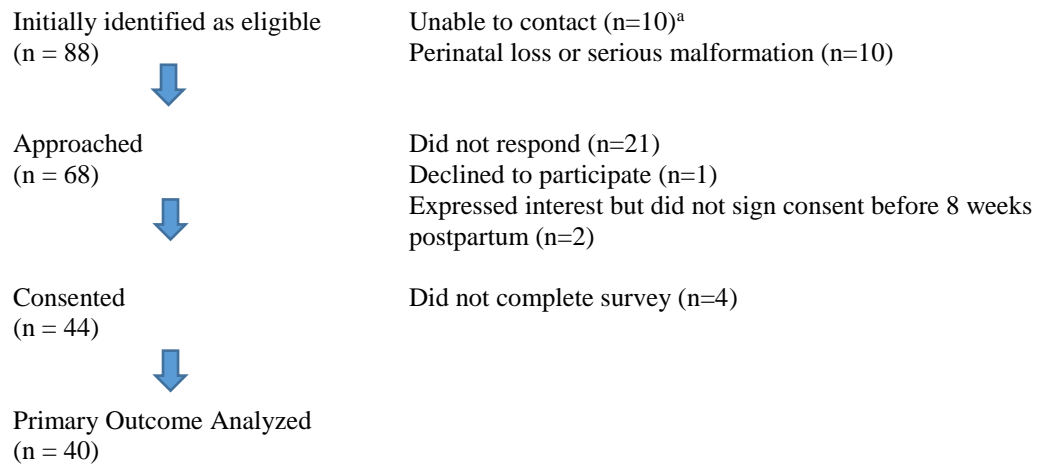 Initially identified as eligible
(n = 88)
Unable to contact (n=10)ᵃ
Perinatal loss or serious malformation (n=10)
Approached
(n = 68)
Did not respond (n=21)
Declined to participate (n=1)
Expressed interest but did not sign consent before 8 weeks
postpartum (n=2)
Consented
(n = 44)
Did not complete survey (n=4)
Primary Outcome Analyzed
(n = 40)